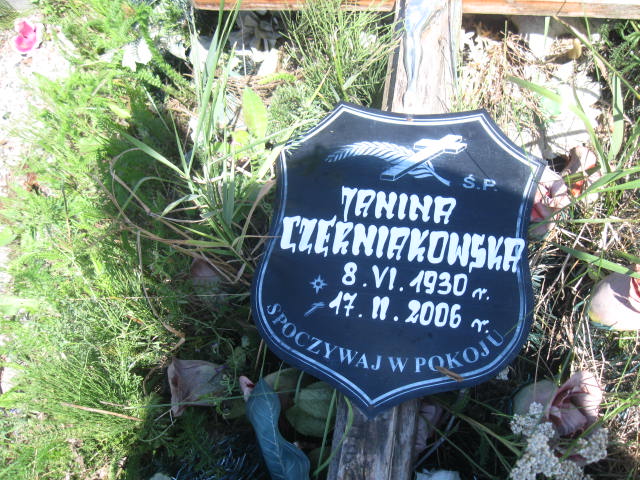 Ś.P.
JANINA
CZERNIAKOWSKA
8.VI.1930 r.
17.II.2006 r.
SPOCZYWAJ W POKOJU